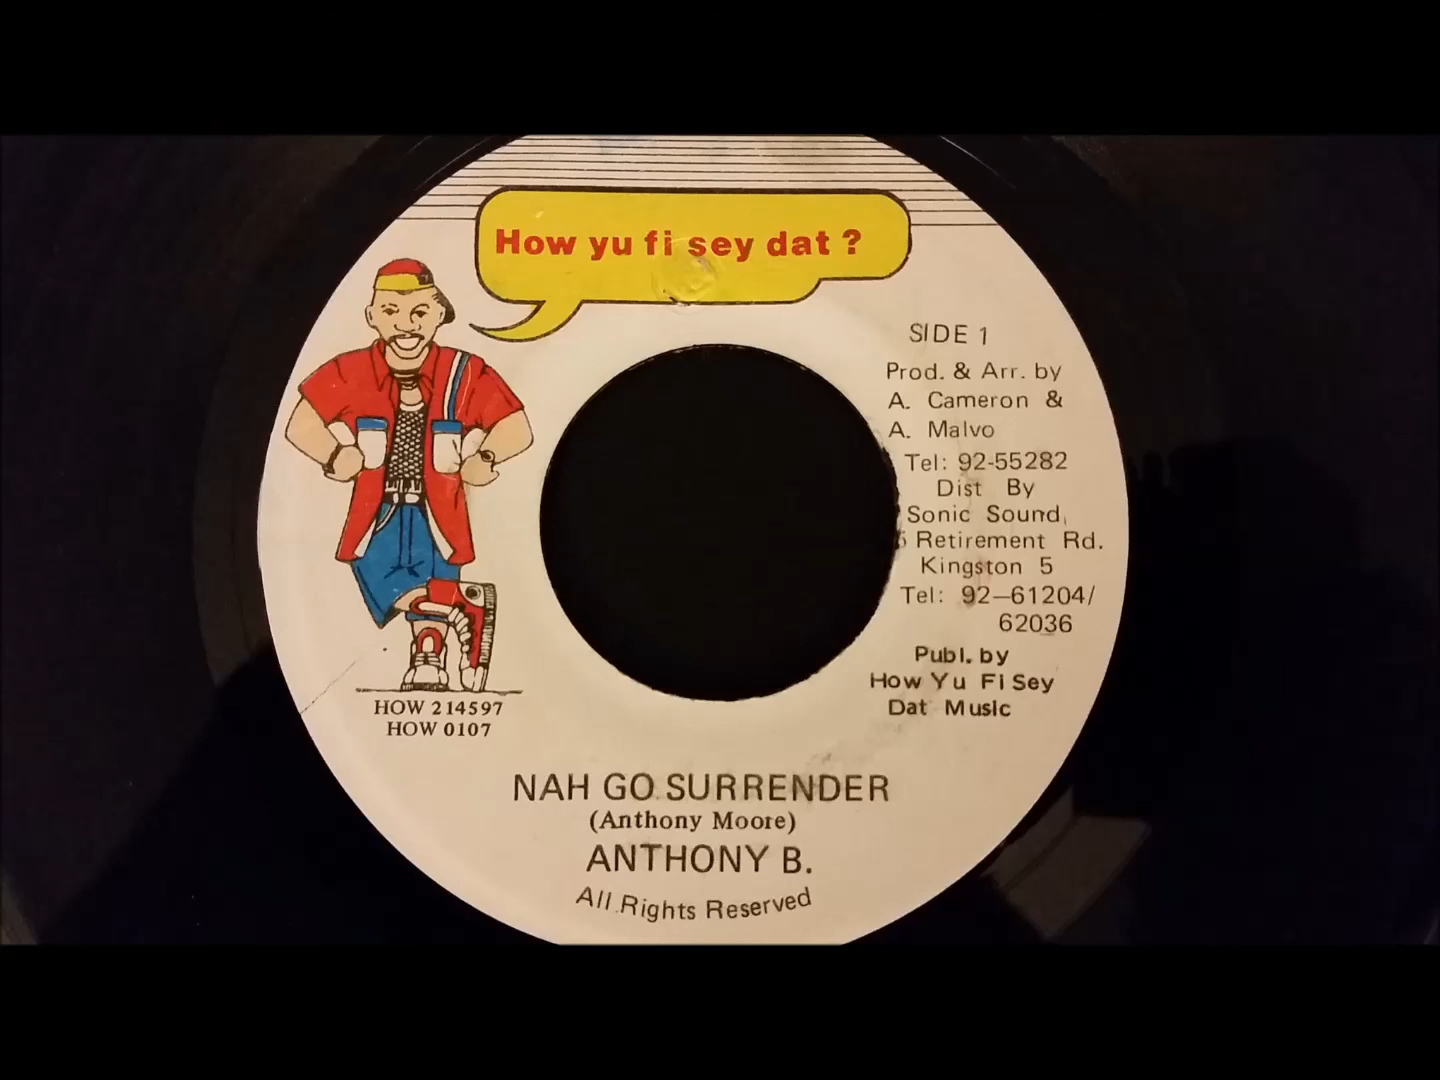 How yu fi sey dat ?
SIDE 1
Prod. & Arr. by
A. Cameron &
A. Malvo
Tel: 92-55282
Dist By
Sonic Sound,
Retirement Rd.
Kingston 5
Tel: 92-61204/
62036
Publ. by
How Yu Fi Sey
Dat Music
HOW 214597
HOW 0107
NAH GO SURRENDER
(Anthony Moore)
ANTHONY B.
All Rights Reserved